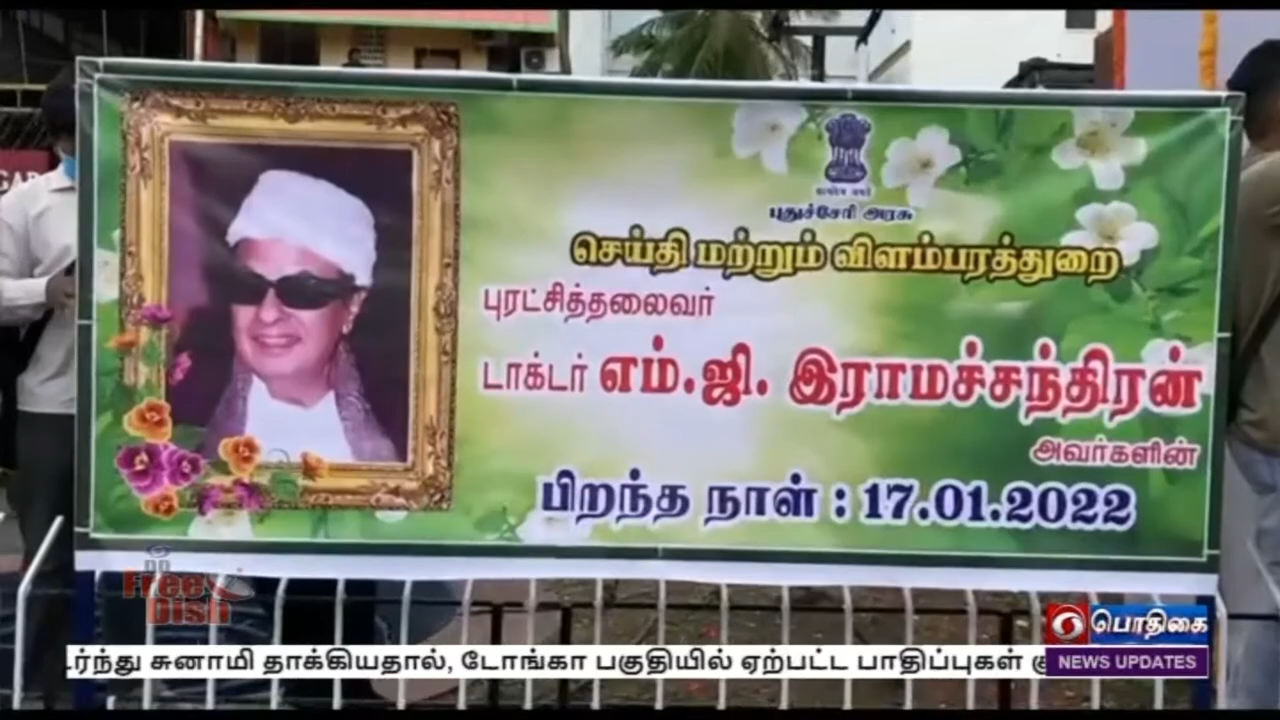 புதுச்சேரி அரசு
செய்தி மற்றும் விளம்பரத்துறை
புரட்சித்தலைவர்
டாக்டர் எம்.ஜி. இராமச்சந்திரன்
அவர்களின்
பிறந்த நாள் : 17.01.2022
DD Free Dish
பொதிகை
NEWS UPDATES
சுனாமி தாக்கியதால், டோங்கா பகுதியில் ஏற்பட்ட பாதிப்புகள்